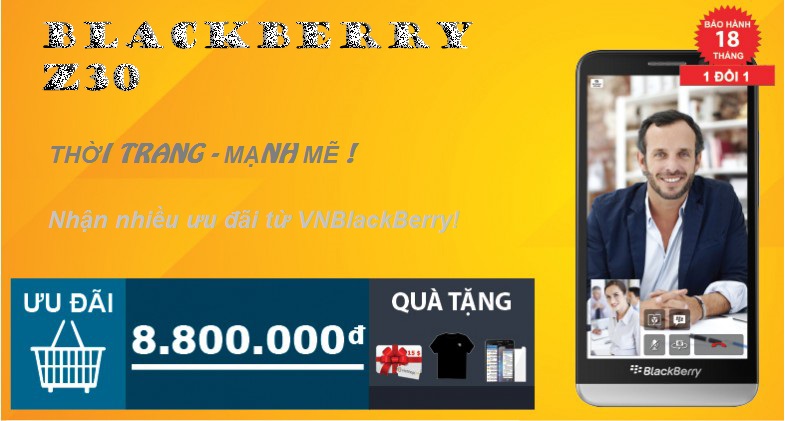 BLACKBERRY
Z30
THỜI TRANG - MẠNH MẼ !
Nhận nhiều ưu đãi từ VNBlackBerry!
BẢO HÀNH
18
THÁNG
1 ĐỔI 1
ƯU ĐÃI
8.800.000đ
QUÀ TẶNG
15 $
BlackBerry